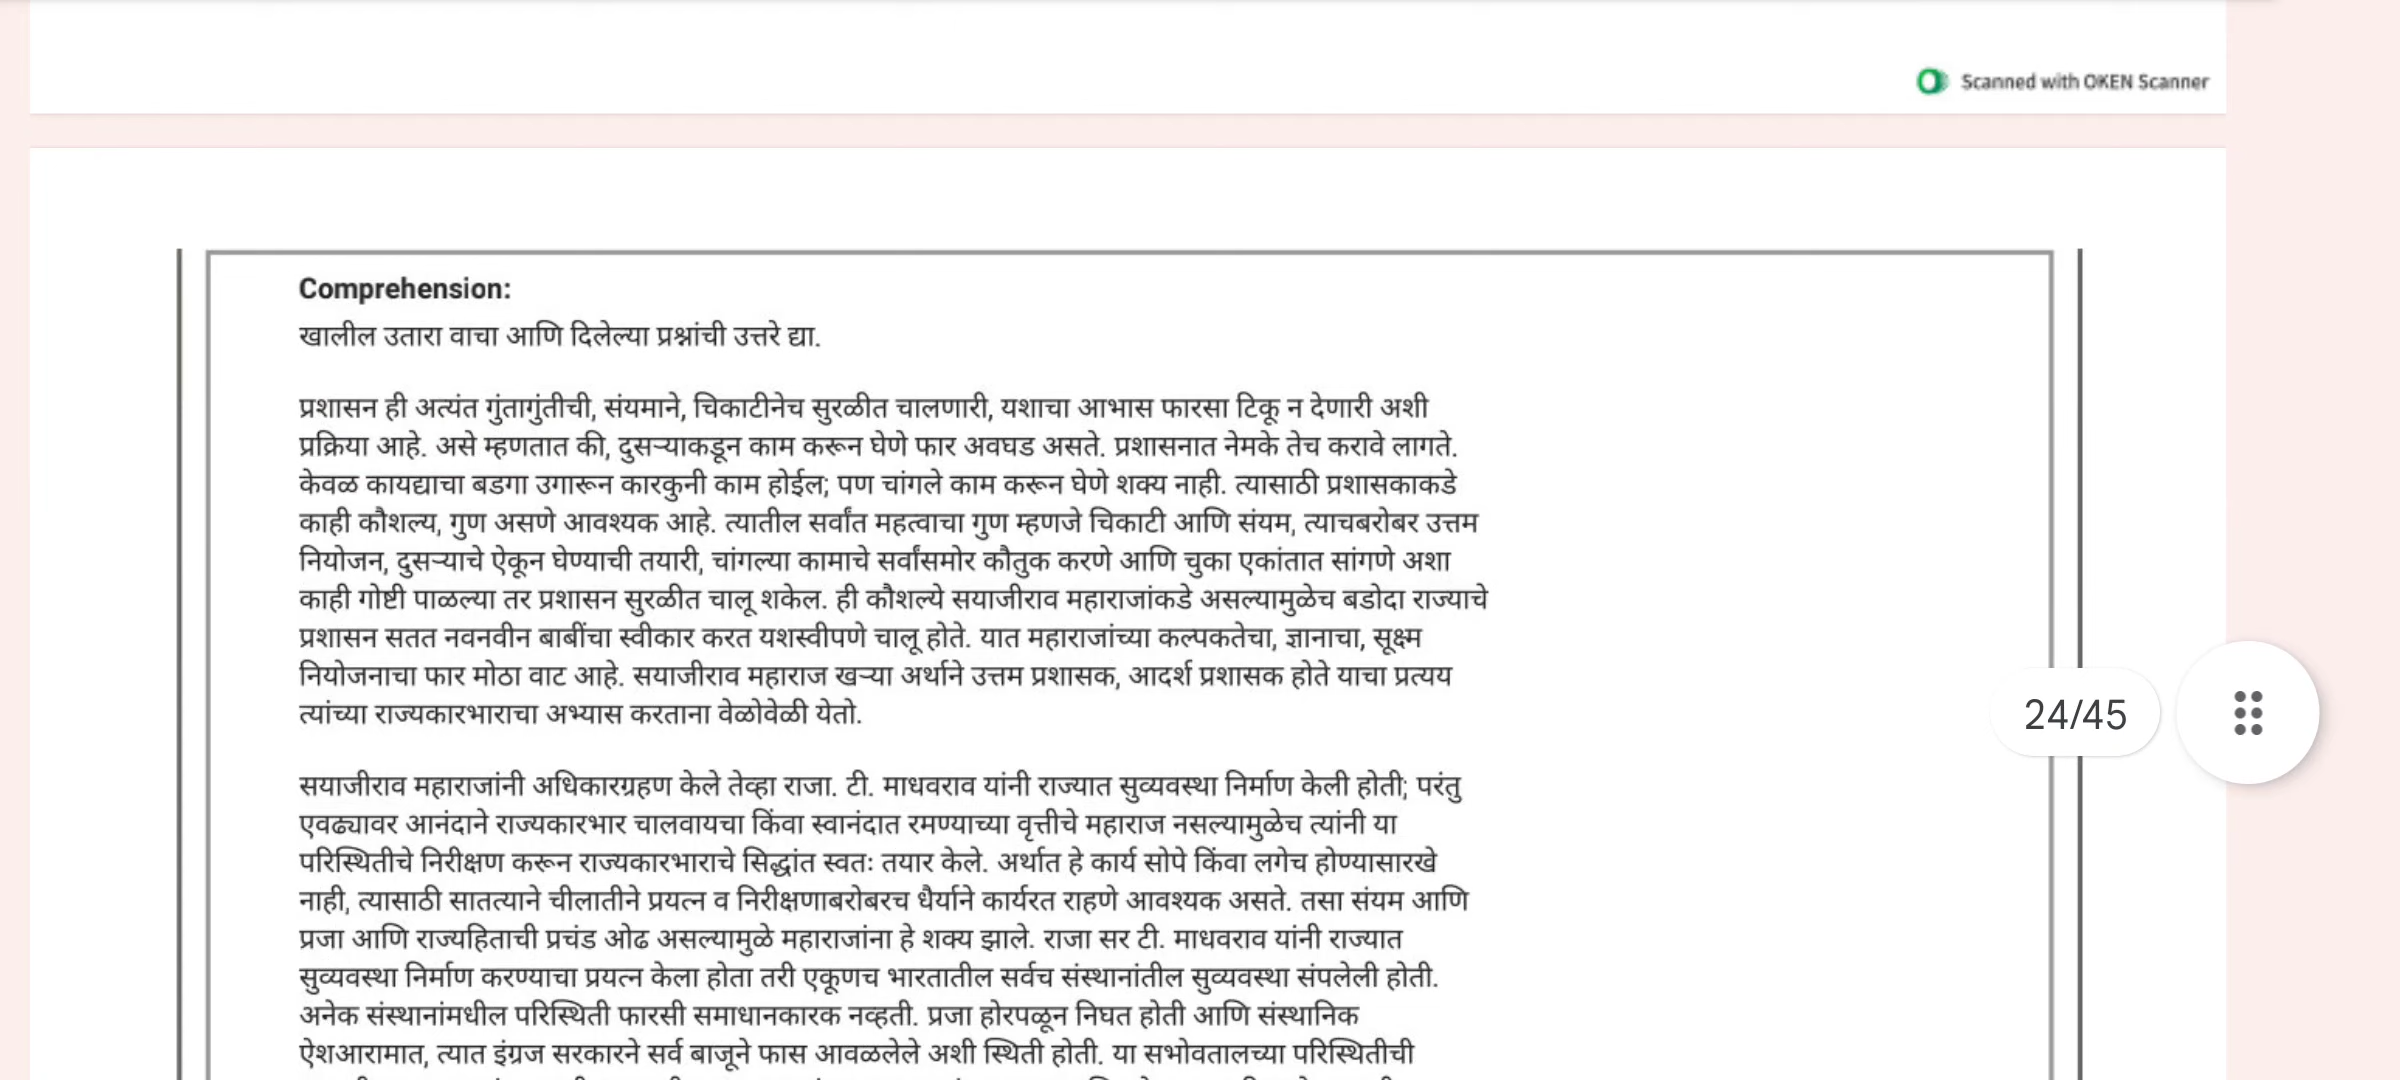 Scanned with OKEN Scanner
Comprehension:
खालील उतारा वाचा आणि दिलेल्या प्रश्नांची उत्तरे द्या.
प्रशासन ही अत्यंत गुंतागुंतीची, संयमाने, चिकाटीनेच सुरळीत चालणारी, यशाचा आभास फारसा टिकू न देणारी अशी
प्रक्रिया आहे. असे म्हणतात की, दुसऱ्याकडून काम करून घेणे फार अवघड असते. प्रशासनात नेमके तेच करावे लागते.
केवळ कायद्याचा बडगा उगारून कारकुनी काम होईल; पण चांगले काम करून घेणे शक्य नाही. त्यासाठी प्रशासकाकडे
काही कौशल्य, गुण असणे आवश्यक आहे. त्यातील सर्वांत महत्वाचा गुण म्हणजे चिकाटी आणि संयम, त्याचबरोबर उत्तम
नियोजन, दुसऱ्याचे ऐकून घेण्याची तयारी, चांगल्या कामाचे सर्वांसमोर कौतुक करणे आणि चुका एकांतात सांगणे अशा
काही गोष्टी पाळल्या तर प्रशासन सुरळीत चालू शकेल. ही कौशल्ये सयाजीराव महाराजांकडे असल्यामुळेच बडोदा राज्याचे
प्रशासन सतत नवनवीन बाबींचा स्वीकार करत यशस्वीपणे चालू होते. यात महाराजांच्या कल्पकतेचा, ज्ञानाचा, सूक्ष्म
नियोजनाचा फार मोठा वाट आहे. सयाजीराव महाराज खऱ्या अर्थाने उत्तम प्रशासक, आदर्श प्रशासक होते याचा प्रत्यय
त्यांच्या राज्यकारभाराचा अभ्यास करताना वेळोवेळी येतो.
24/45
सयाजीराव महाराजांनी अधिकारग्रहण केले तेव्हा राजा. टी. माधवराव यांनी राज्यात सुव्यवस्था निर्माण केली होती; परंतु
एवढ्यावर आनंदाने राज्यकारभार चालवायचा किंवा स्वानंदात रमण्याच्या वृत्तीचे महाराज नसल्यामुळेच त्यांनी या
परिस्थितीचे निरीक्षण करून राज्यकारभाराचे सिद्धांत स्वतः तयार केले. अर्थात हे कार्य सोपे किंवा लगेच होण्यासारखे
नाही, त्यासाठी सातत्याने चीलातीने प्रयत्न व निरीक्षणाबरोबरच धैर्याने कार्यरत राहणे आवश्यक असते. तसा संयम आणि
प्रजा आणि राज्यहिताची प्रचंड ओढ असल्यामुळे महाराजांना हे शक्य झाले. राजा सर टी. माधवराव यांनी राज्यात
सुव्यवस्था निर्माण करण्याचा प्रयत्न केला होता तरी एकूणच भारतातील सर्वच संस्थानांतील सुव्यवस्था संपलेली होती.
अनेक संस्थानांमधील परिस्थिती फारसी समाधानकारक नव्हती. प्रजा होरपळून निघत होती आणि संस्थानिक
ऐशआरामात, त्यात इंग्रज सरकारने सर्व बाजूने फास आवळलेले अशी स्थिती होती. या सभोवतालच्या परिस्थितीची